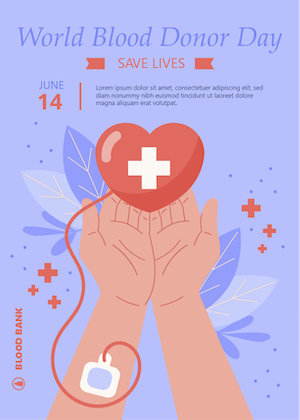 World Blood Donor Day
SAVE LIVES
JUNE
14
Lorem ipsum dolor sit amet, consectetuer adipiscing elit, sed
diam nonummy nibh euismod tincidunt ut laoreet dolore
magna aliquam erat volutpat.
BLOOD BANK